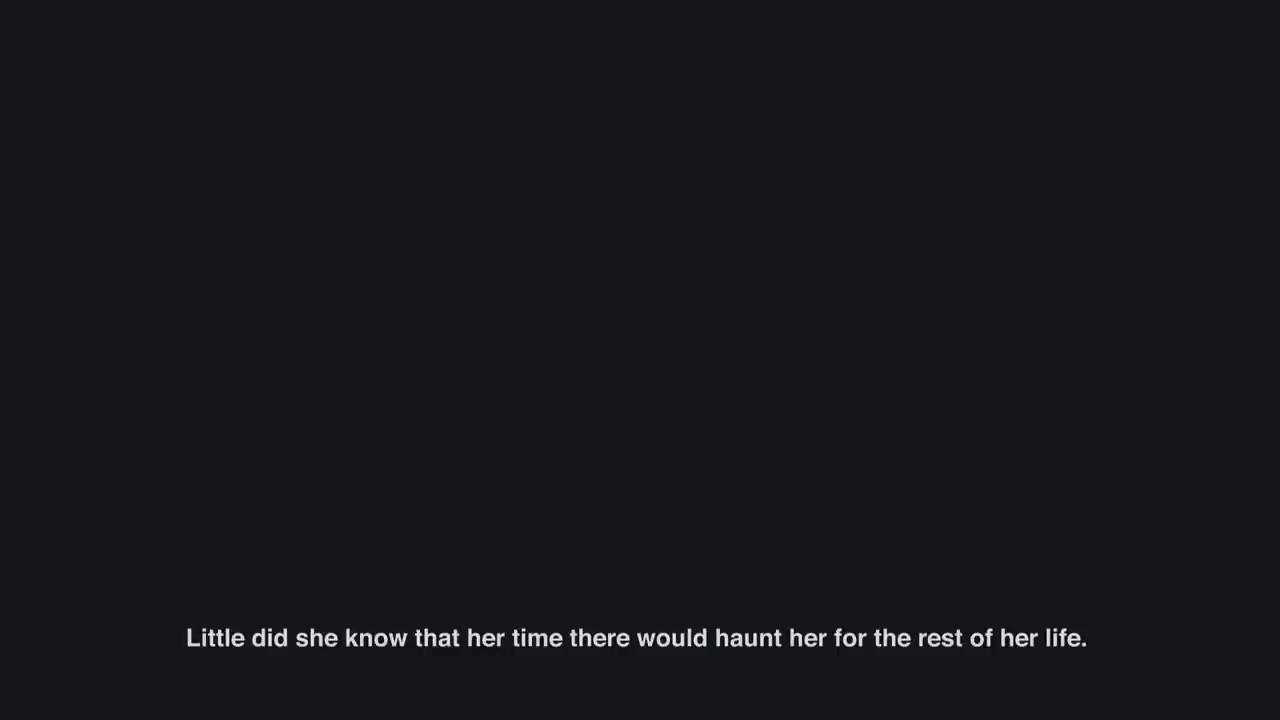 Little did she know that her time there would haunt her for the rest of her life.